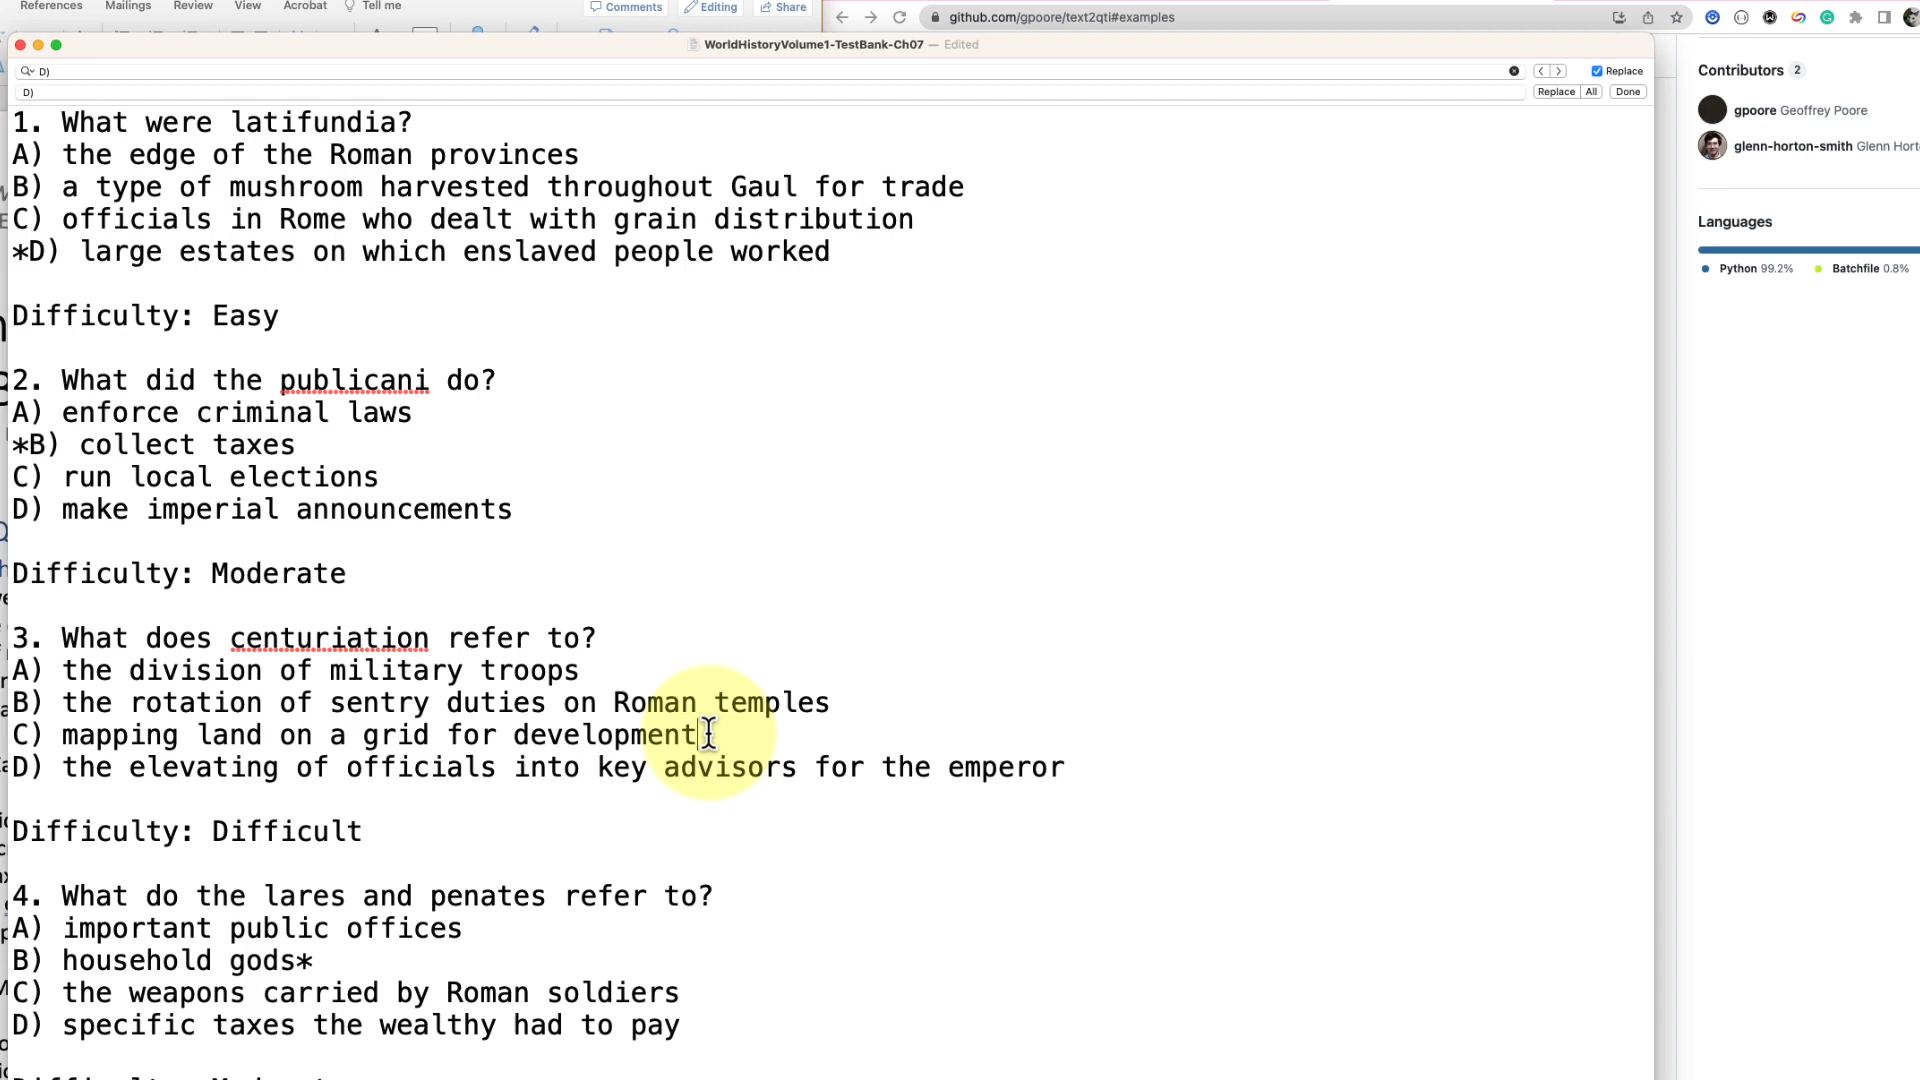 References Mailings Review View Acrobat Tell me
Comments Editing Share
github.com/gpoore/text2qti#examples
WorldHistoryVolume1-TestBank-Ch07 — Edited
D)
Replace
D)
Replace All Done
1. What were latifundia?
A) the edge of the Roman provinces
B) a type of mushroom harvested throughout Gaul for trade
C) officials in Rome who dealt with grain distribution
*D) large estates on which enslaved people worked
Difficulty: Easy
2. What did the publicani do?
A) enforce criminal laws
*B) collect taxes
C) run local elections
D) make imperial announcements
Difficulty: Moderate
3. What does centuriation refer to?
A) the division of military troops
B) the rotation of sentry duties on Roman temples
C) mapping land on a grid for development
D) the elevating of officials into key advisors for the emperor
Difficulty: Difficult
4. What do the lares and penates refer to?
A) important public offices
B) household gods*
C) the weapons carried by Roman soldiers
D) specific taxes the wealthy had to pay
Contributors 2
gpoore Geoffrey Poore
glenn-horton-smith Glenn Hort
Languages
Python 99.2% Batchfile 0.8%